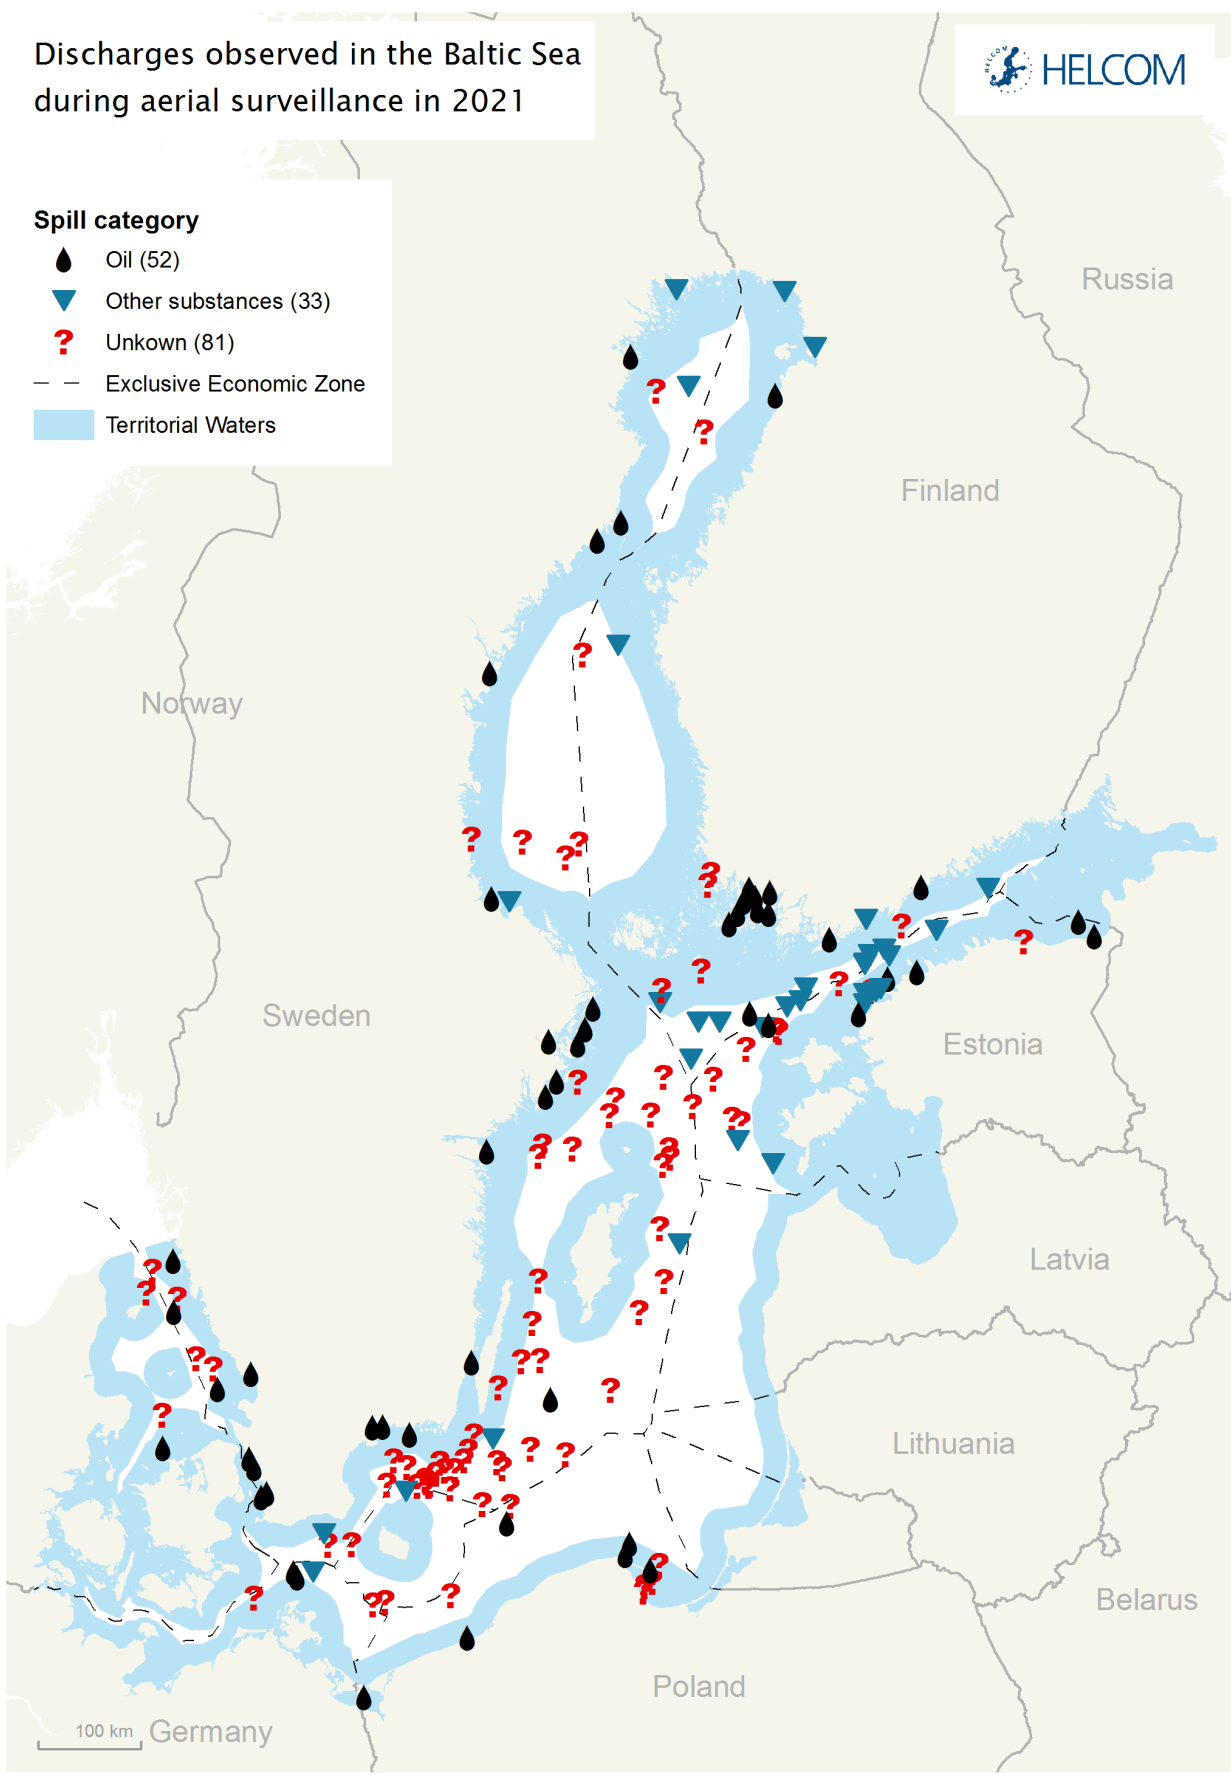 Discharges observed in the Baltic Sea
during aerial surveillance in 2021
HELCOM
HELCOM
Spill category
Oil (52)
Other substances (33)
? Unkown (81)
Exclusive Economic Zone
Territorial Waters
Russia
Finland
Norway
Sweden
Estonia
Latvia
Lithuania
Belarus
Poland
100 km
Germany